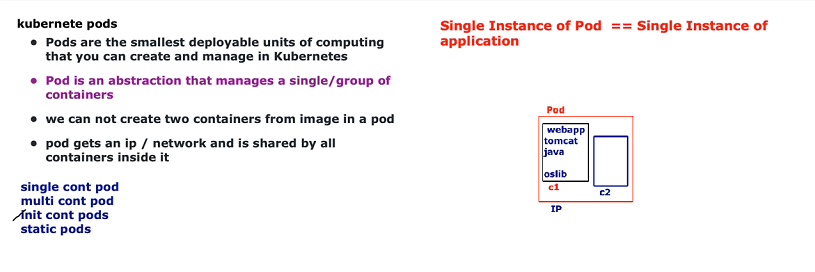 kubernete pods
• Pods are the smallest deployable units of computing
that you can create and manage in Kubernetes
• Pod is an abstraction that manages a single/group of
containers
• we can not create two containers from image in a pod
• pod gets an ip / network and is shared by all
containers inside it
single cont pod
multi cont pod
init cont pods
static pods
Single Instance of Pod == Single Instance of
application
Pod
webapp
tomcat
java
oslib
c1
c2
IP